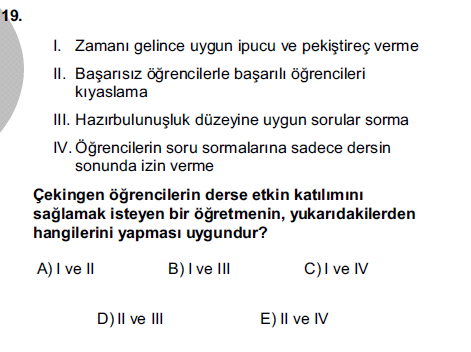 19.
I. Zamanı gelince uygun ipucu ve pekiştireç verme
II. Başarısız öğrencilerle başarılı öğrencileri
kıyaslama
III. Hazırbulunuşluk düzeyine uygun sorular sorma
IV. Öğrencilerin soru sormalarına sadece dersin
sonunda izin verme
Çekingen öğrencilerin derse etkin katılımını
sağlamak isteyen bir öğretmenin, yukarıdakilerden
hangilerini yapması uygundur?
A) I ve II B) I ve III C) I ve IV
D) II ve III E) II ve IV